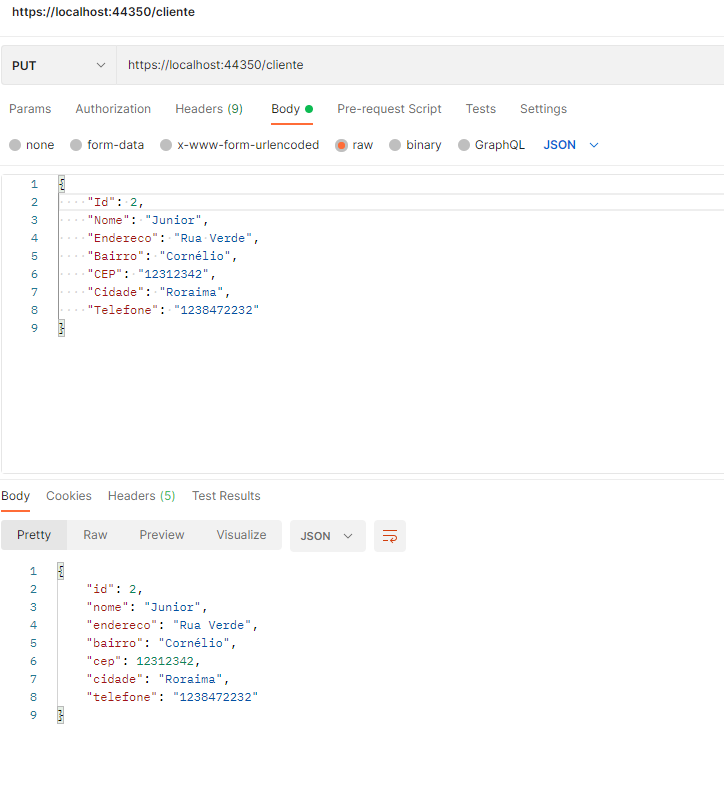 https://localhost:44350/cliente
PUT https://localhost:44350/cliente
Params Authorization Headers (9) Body Pre-request Script Tests Settings
none form-data x-www-form-urlencoded raw binary GraphQL JSON
1 {
2 "Id": 2,
3 "Nome": "Junior",
4 "Endereco": "Rua Verde",
5 "Bairro": "Cornélio",
6 "CEP": "12312342",
7 "Cidade": "Roraima",
8 "Telefone": "1238472232"
9 }
Body Cookies Headers (5) Test Results
Pretty Raw Preview Visualize JSON
1 {
2 "id": 2,
3 "nome": "Junior",
4 "endereco": "Rua Verde",
5 "bairro": "Cornélio",
6 "cep": 12312342,
7 "cidade": "Roraima",
8 "telefone": "1238472232"
9 }